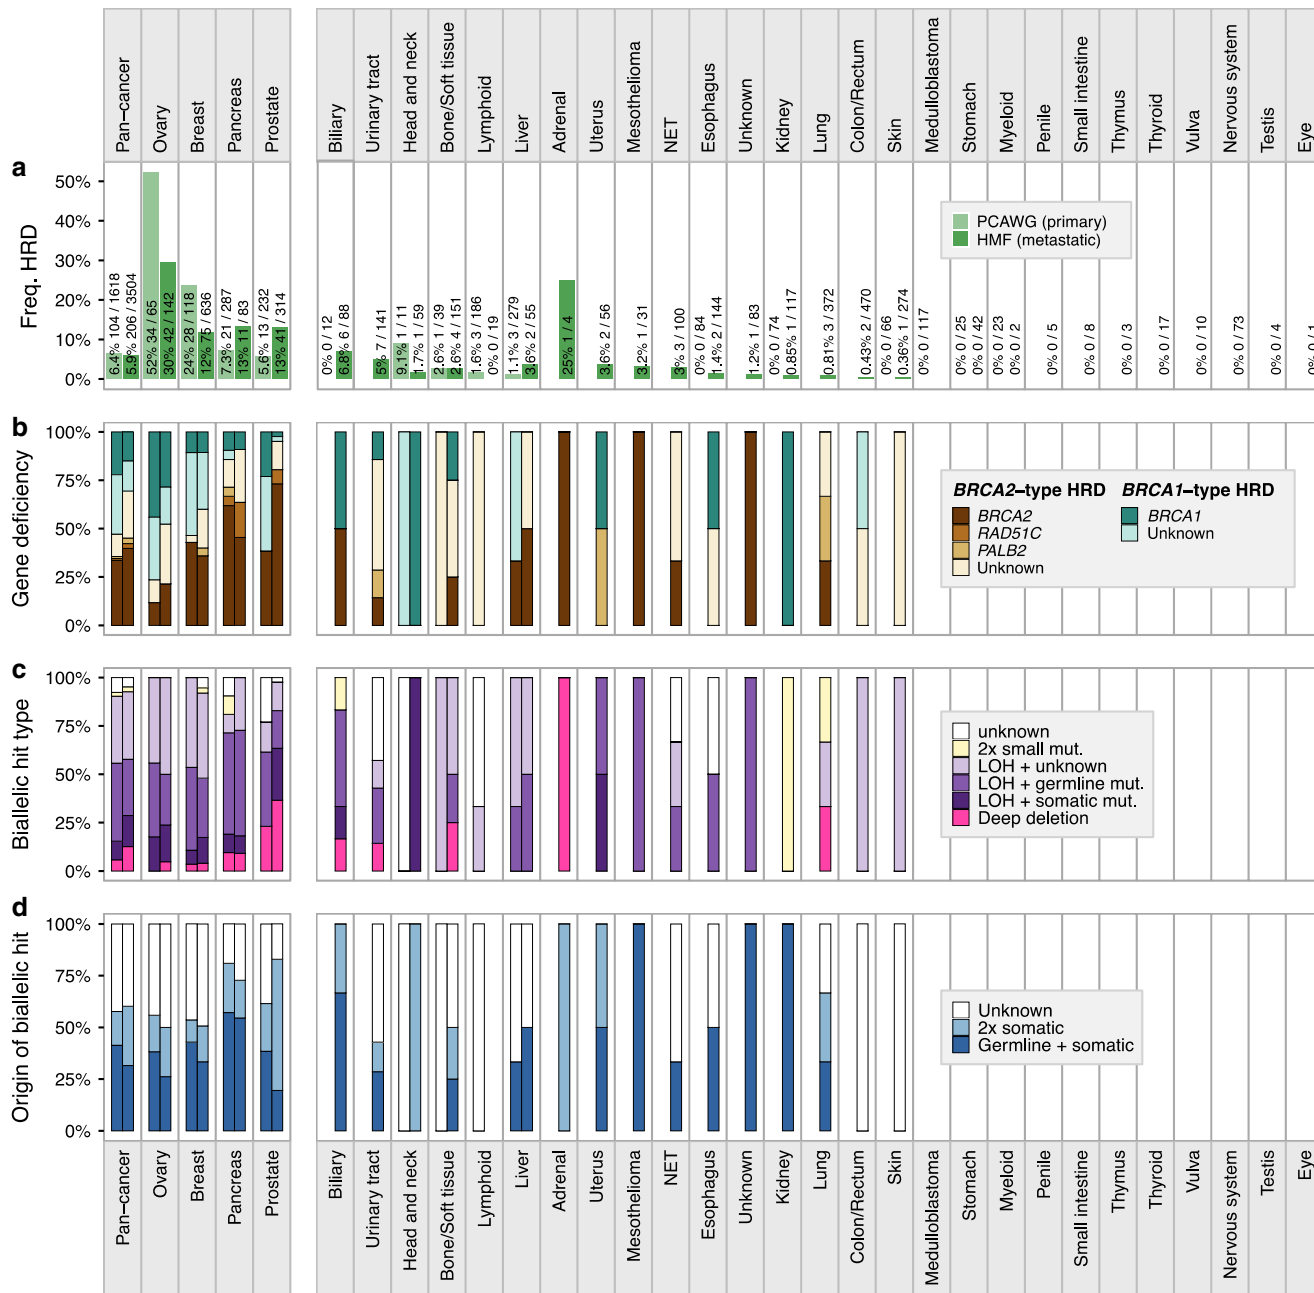 Pan−cancer
Ovary
Breast
Pancreas
Prostate
Biliary
Urinary tract
Head and neck
Bone/Soft tissue
Lymphoid
Liver
Adrenal
Uterus
Mesothelioma
NET
Esophagus
Unknown
Kidney
Lung
Colon/Rectum
Skin
Medulloblastoma
Stomach
Myeloid
Penile
Small intestine
Thymus
Thyroid
Vulva
Nervous system
Testis
Eye
a
Freq. HRD
50%
40%
30%
20%
10%
0%
6.4% 104 / 1618
5.9% 206 / 3504
52% 34 / 65
30% 42 / 142
24% 28 / 118
12% 75 / 636
7.3% 21 / 287
13% 11 / 83
5.6% 13 / 232
13% 41 / 314
0% 0 / 12
6.8% 6 / 88
5% 7 / 141
9.1% 1 / 11
1.7% 1 / 59
2.6% 1 / 39
2.6% 4 / 151
1.6% 3 / 186
0% 0 / 19
1.1% 3 / 279
3.6% 2 / 55
25% 1 / 4
3.6% 2 / 56
3.2% 1 / 31
3% 3 / 100
0% 0 / 84
1.4% 2 / 144
1.2% 1 / 83
0% 0 / 74
0.85% 1 / 117
0.81% 3 / 372
0.43% 2 / 470
0% 0 / 66
0.36% 1 / 274
0% 0 / 117
0% 0 / 25
0% 0 / 42
0% 0 / 23
0% 0 / 2
0% 0 / 5
0% 0 / 8
0% 0 / 3
0% 0 / 17
0% 0 / 10
0% 0 / 73
0% 0 / 4
0% 0 / 1
PCAWG (primary)
HMF (metastatic)
b
Gene deficiency
100%
75%
50%
25%
0%
BRCA2−type HRD
BRCA2
RAD51C
PALB2
Unknown
BRCA1−type HRD
BRCA1
Unknown
c
Biallelic hit type
100%
75%
50%
25%
0%
unknown
2x small mut.
LOH + unknown
LOH + germline mut.
LOH + somatic mut.
Deep deletion
d
Origin of biallelic hit
100%
75%
50%
25%
0%
Unknown
2x somatic
Germline + somatic
Pan−cancer
Ovary
Breast
Pancreas
Prostate
Biliary
Urinary tract
Head and neck
Bone/Soft tissue
Lymphoid
Liver
Adrenal
Uterus
Mesothelioma
NET
Esophagus
Unknown
Kidney
Lung
Colon/Rectum
Skin
Medulloblastoma
Stomach
Myeloid
Penile
Small intestine
Thymus
Thyroid
Vulva
Nervous system
Testis
Eye